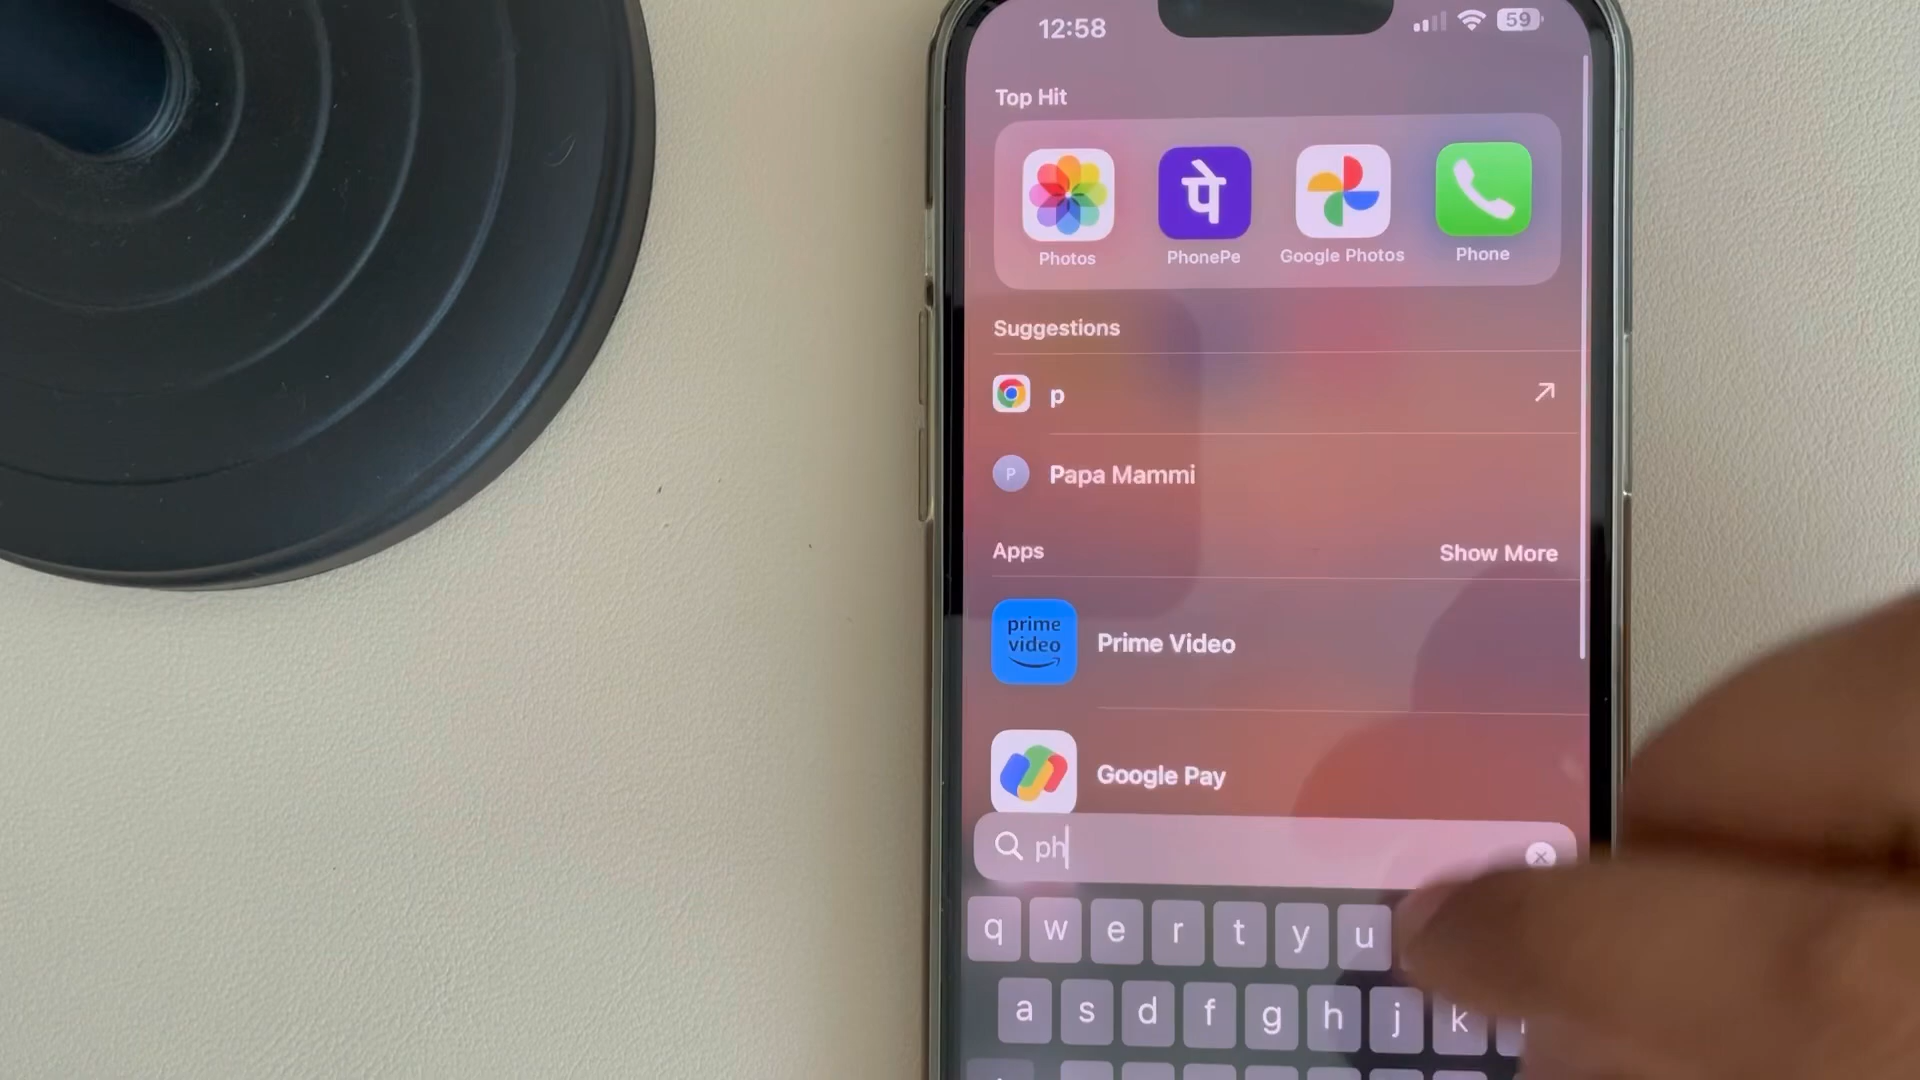 12:58
59
Top Hit
पे
Photos
PhonePe
Google Photos
Phone
Suggestions
p
P
Papa Mammi
Apps
Show More
prime
video
Prime Video
Google Pay
ph
q w e r t y u
a s d f g h j k